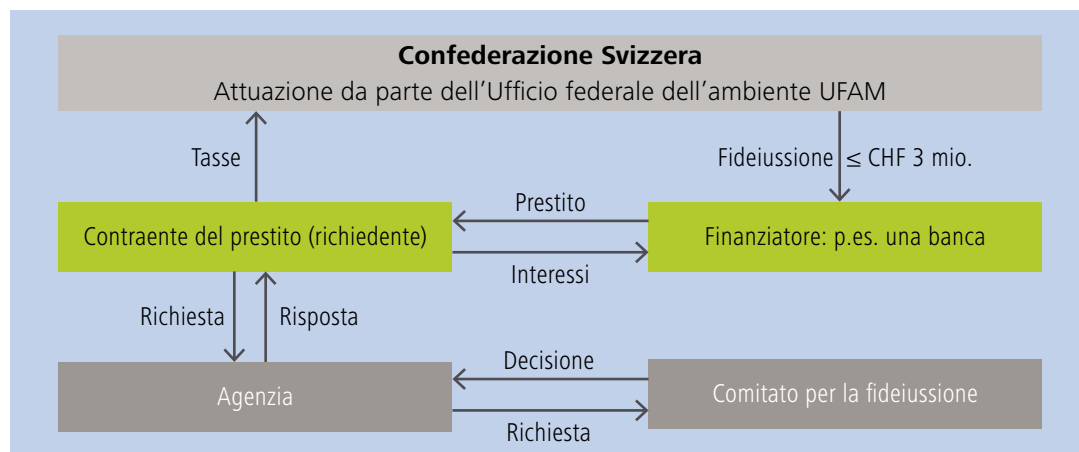 Confederazione Svizzera
Attuazione da parte dell’Ufficio federale dell’ambiente UFAM
Tasse
Fideiussione ≤ CHF 3 mio.
Contraente del prestito (richiedente)
Prestito
Interessi
Finanziatore: p.es. una banca
Richiesta
Risposta
Agenzia
Decisione
Richiesta
Comitato per la fideiussione